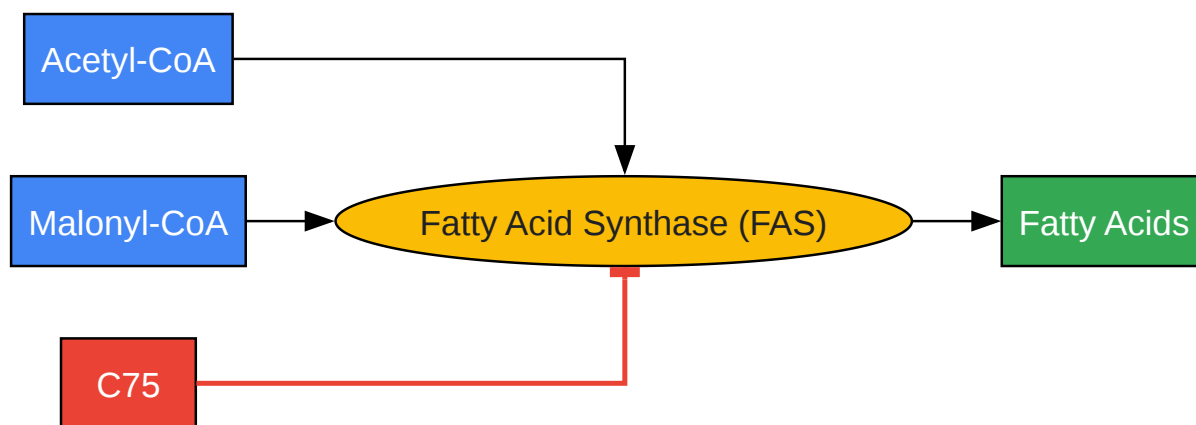 Acetyl-CoA
Malonyl-CoA
Fatty Acid Synthase (FAS)
Fatty Acids
C75